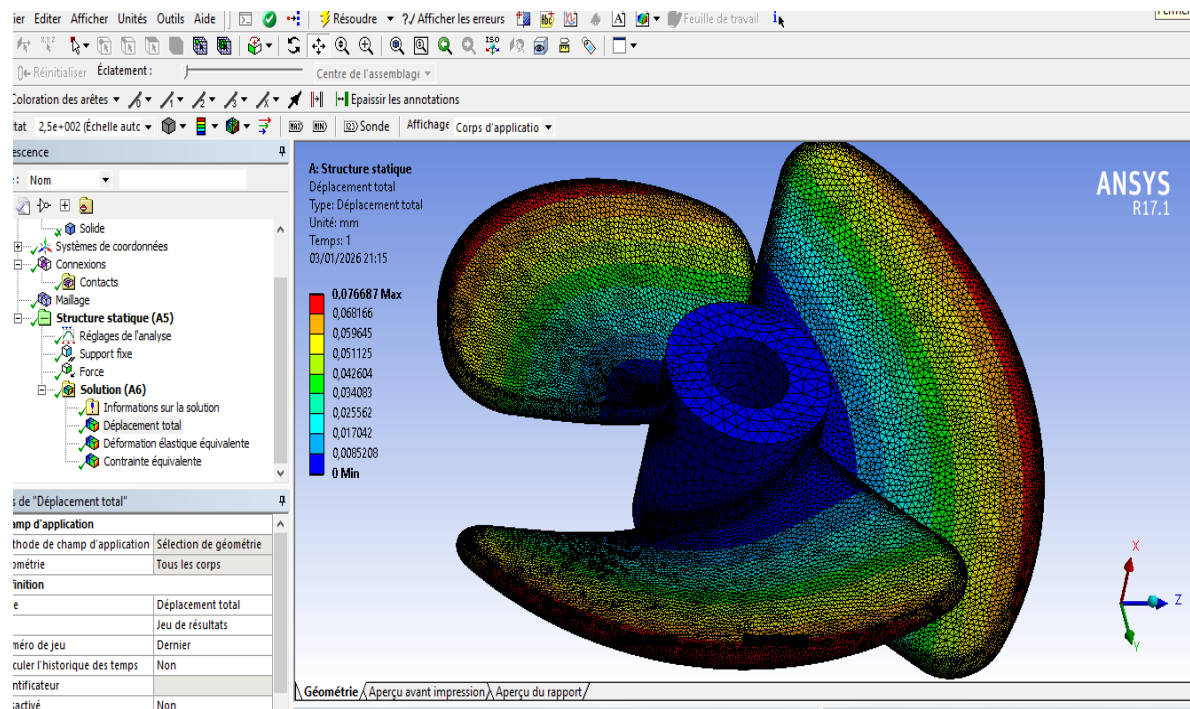 Editer Afficher Unités Outils Aide Résoudre ?./ Afficher les erreurs Feuille de travail
ISO
Réinitialiser Éclatement : Centre de l'assemblage
Coloration des arêtes Epaissir les annotations
2,5e+002 (Échelle auto MAX MIN Sonde Affichage Corps d'applicatio
escence
Nom
Solide
Systèmes de coordonnées
Connexions
Contacts
Maillage
Structure statique (A5)
Réglages de l'analyse
Support fixe
Force
Solution (A6)
Informations sur la solution
Déplacement total
Déformation élastique équivalente
Contrainte équivalente
s de "Déplacement total"
amp d'application
thode de champ d'application Sélection de géométrie
ométrie Tous les corps
finition
e Déplacement total
Jeu de résultats
méro de jeu Dernier
culer l'historique des temps Non
ntificateur
sactivé Non
A: Structure statique
Déplacement total
Type: Déplacement total
Unité: mm
Temps: 1
03/01/2026 21:15
0,076687 Max
0,068166
0,059645
0,051125
0,042604
0,034083
0,025562
0,017042
0,0085208
0 Min
ANSYS
R17.1
X
Z
Y
Géométrie Aperçu avant impression Aperçu du rapport